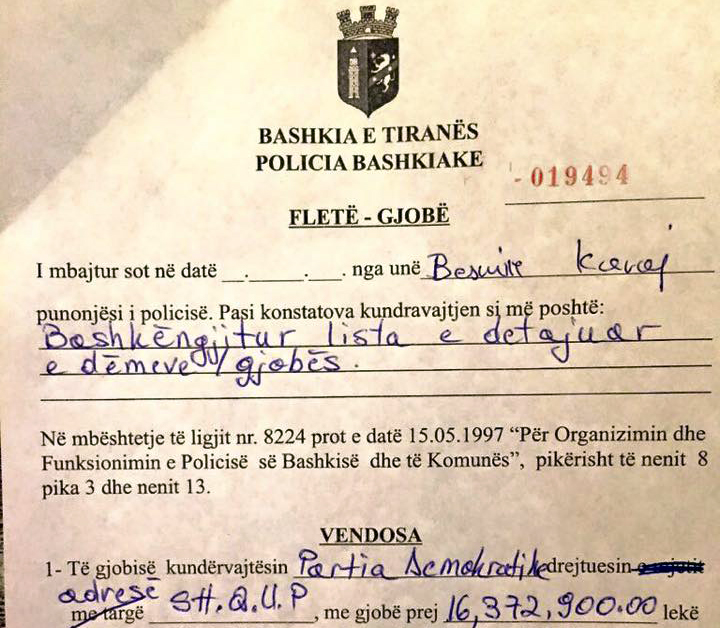 BASHKIA E TIRANËS
POLICIA BASHKIAKE
- 019494
FLETË - GJOBË
I mbajtur sot në datë __.____.__. nga unë Besmire
punonjësi i policisë. Pasi konstatova kundravajtjen si më poshtë:
Bashkëngjitur lista e detajuar
e dëmeve/gjobës.
Në mbështetje të ligjit nr. 8224 prot e datë 15.05.1997 “Për Organizimin dhe
Funksionimin e Policisë së Bashkisë dhe të Komunës”, pikërisht të nenit 8
pika 3 dhe nenit 13.
VENDOSA
1- Të gjobisë kundërvajtësin Partia Demokratike drejtuesin
adresë
me targë SH.Q.U.P, me gjobë prej 16,372,900.00 lekë